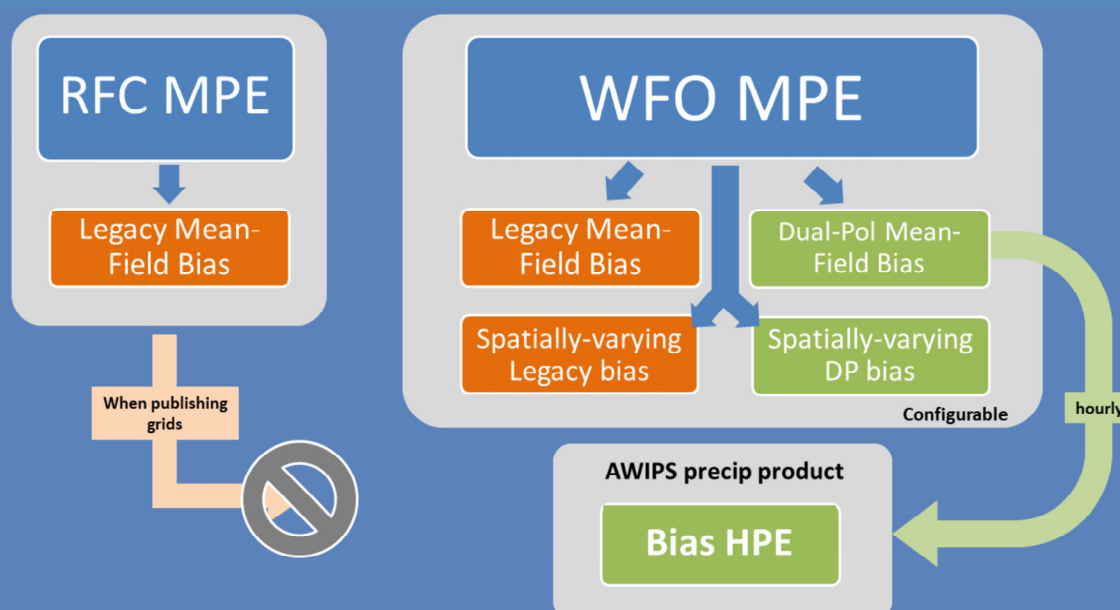 RFC MPE
Legacy Mean-
Field Bias
When publishing
grids
WFO MPE
Legacy Mean-
Field Bias
Dual-Pol Mean-
Field Bias
Spatially-varying
Legacy bias
Spatially-varying
DP bias
Configurable
hourly
AWIPS precip product
Bias HPE